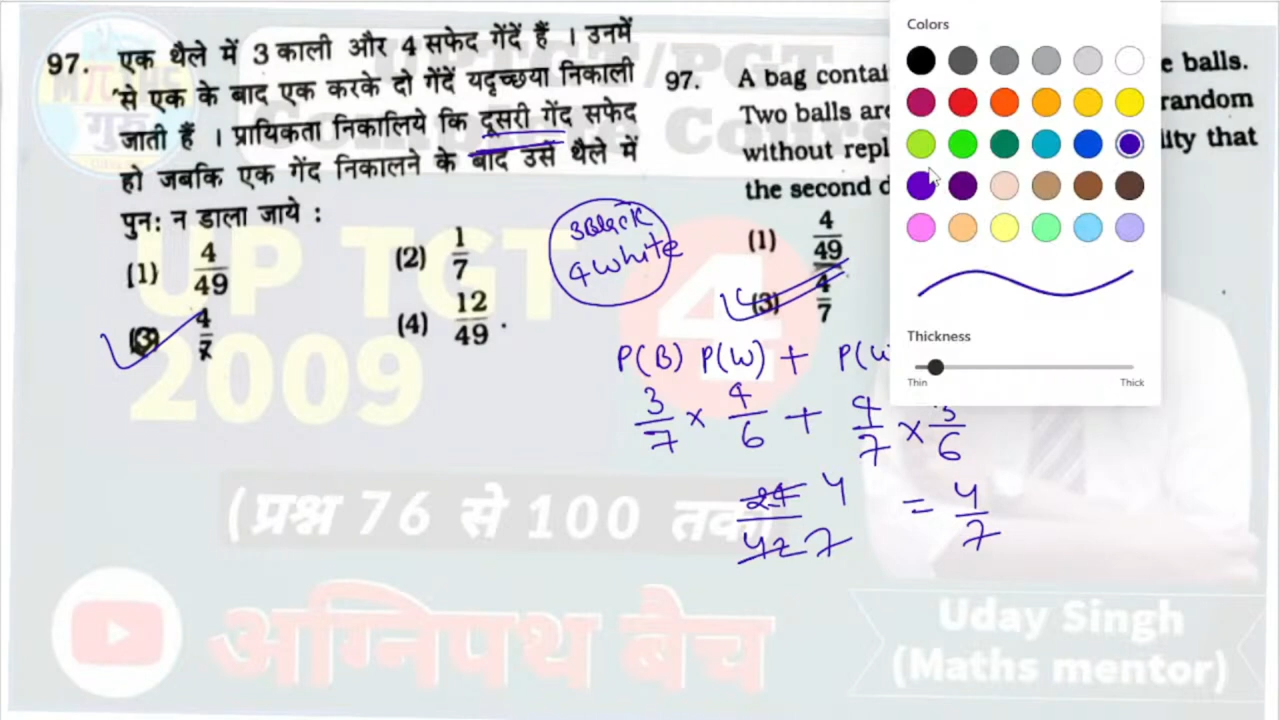 97. एक थैले में 3 काली और 4 सफेद गेंदें हैं । उनमें
से एक के बाद एक करके दो गेंदें यदृच्छया निकाली
जाती हैं । प्रायिकता निकालिये कि दूसरी गेंद सफेद
हो जबकि एक गेंद निकालने के बाद उसे थैले में
पुन: न डाला जाये :
(1) 4/49 (2) 1/7
(3) 4/7 (4) 12/49 .
3Black
4white
97. A bag contai
e balls.
Two balls are
random
without repl
lity that
the second d
(1) 4/49
(3) 4/7
P(B) P(W) + P(W
3/7 × 4/6 + 4/7 × 3/6
24 4
42 7
= 4/7
Colors
Thickness
Thin Thick
UP TGT 4
2009
(प्रश्न 76 से 100 तक)
अग्निपथ बैच
Uday Singh
(Maths mentor)